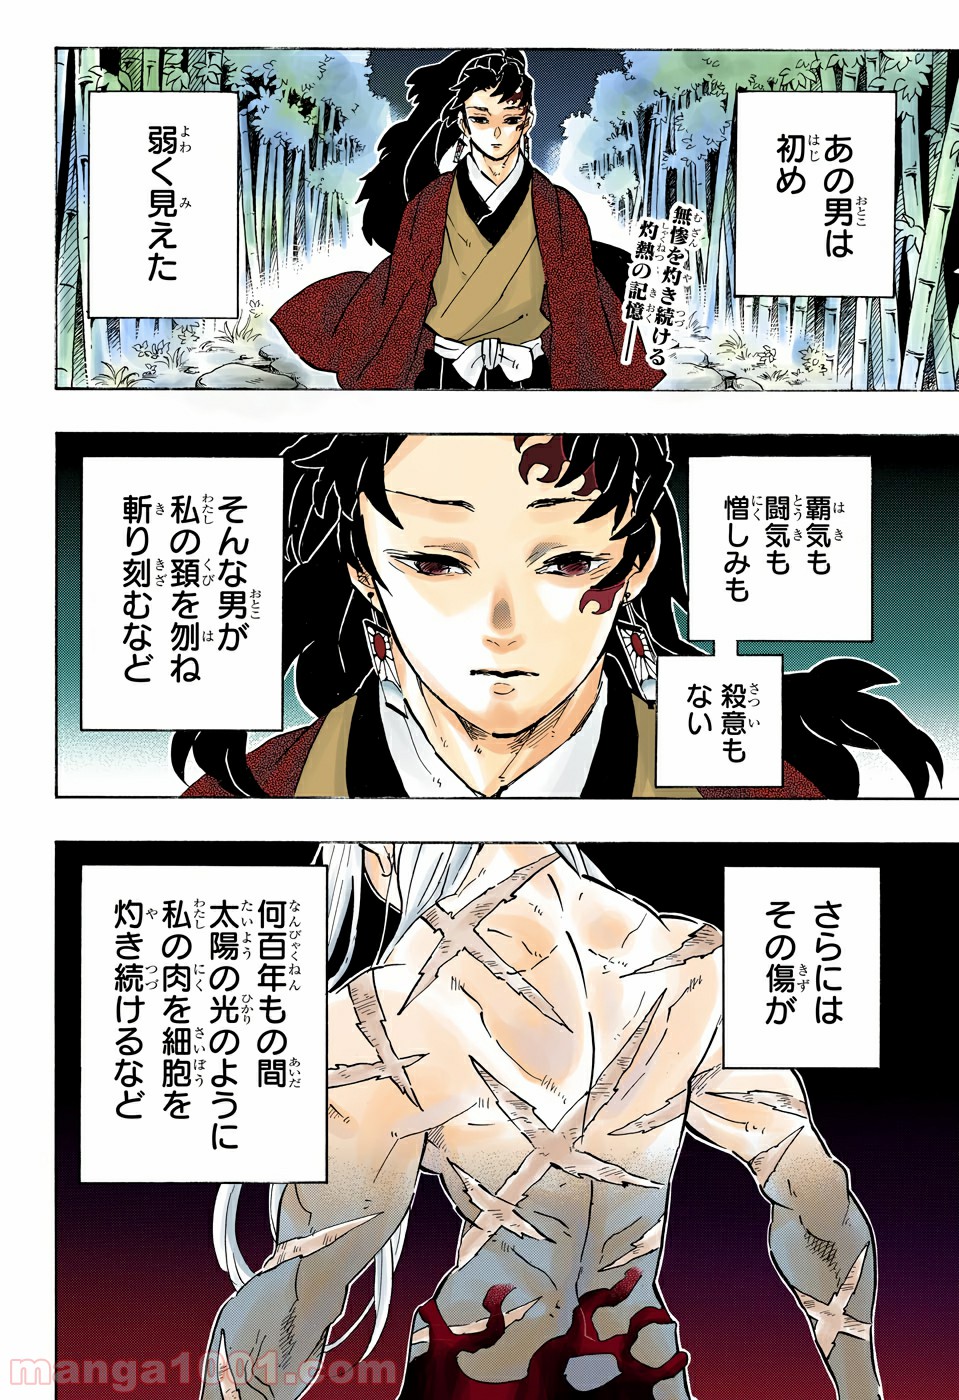 あの男は
初め
無惨を灼き続ける
灼熱の記憶―
弱く見えた
覇気も
闘気も
憎しみも
殺意も
ない
そんな男が
私の頚を刎ね
斬り刻むなど
さらには
その傷が
何百年もの間
太陽の光のように
私の肉を細胞を
灼き続けるなど
manga1001.com